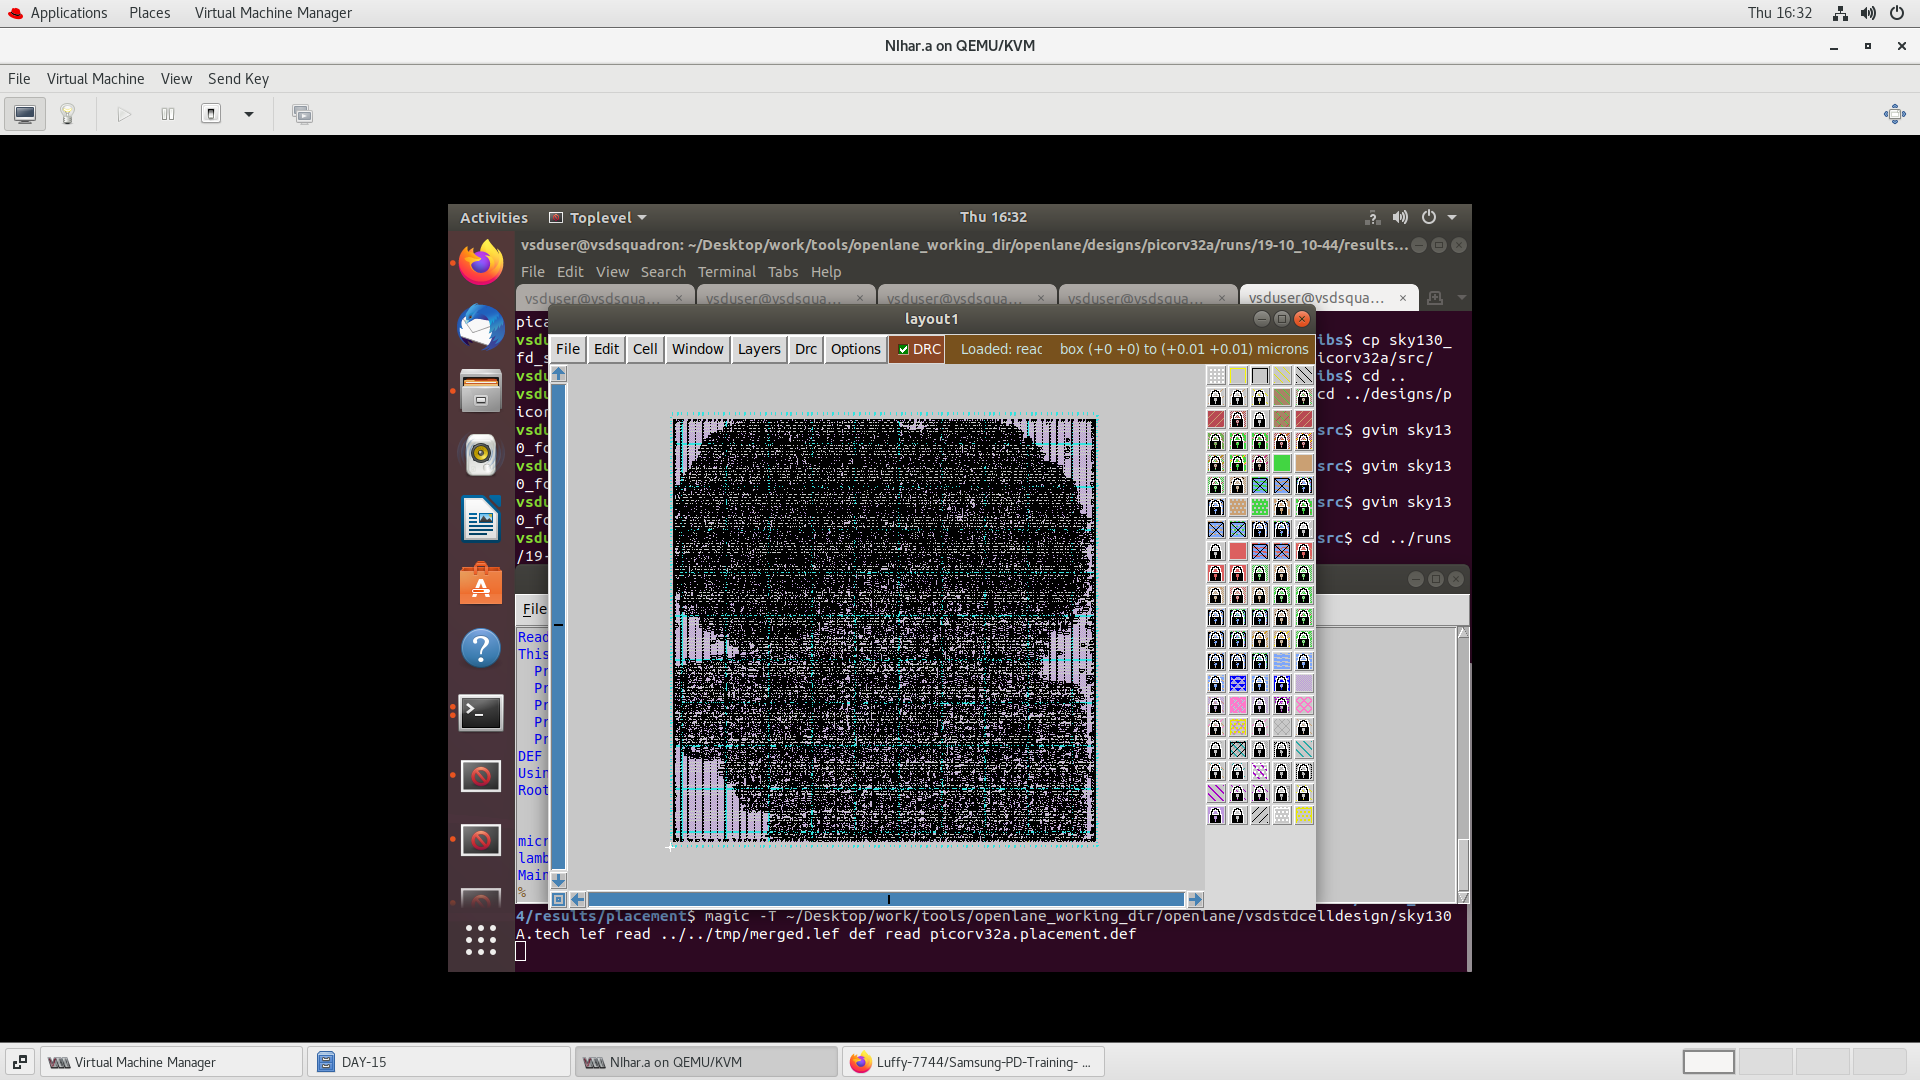 Applications Places Virtual Machine Manager Thu 16:32
NIhar.a on QEMU/KVM
File Virtual Machine View Send Key
Activities Toplevel Thu 16:32
vsduser@vsdsquadron: ~/Desktop/work/tools/openlane_working_dir/openlane/designs/picorv32a/runs/19-10_10-44/results...
File Edit View Search Terminal Tabs Help
vsduser@vsdsqua... × vsduser@vsdsqua... × vsduser@vsdsqua... × vsduser@vsdsqua... × vsduser@vsdsqua... ×
layout1
File Edit Cell Window Layers Drc Options DRC Loaded: reac box (+0 +0) to (+0.01 +0.01) microns
pica
vsdu ibs$ cp sky130_
fd_s icorv32a/src/
vsdu ibs$ cd ..
vsdu cd ../designs/p
icor
vsdu src$ gvim sky13
0_fc
vsdu src$ gvim sky13
0_fc
vsdu src$ gvim sky13
0_fc
vsdu src$ cd ../runs
/19-
File
Read
This
Pr
Pr
Pr
Pr
Pr
DEF
Usin
Root
micr
lamb
Main
%
4/results/placement$ magic -T ~/Desktop/work/tools/openlane_working_dir/openlane/vsdstdcelldesign/sky130
A.tech lef read ../../tmp/merged.lef def read picorv32a.placement.def
Virtual Machine Manager DAY-15 NIhar.a on QEMU/KVM Luffy-7744/Samsung-PD-Training- ...